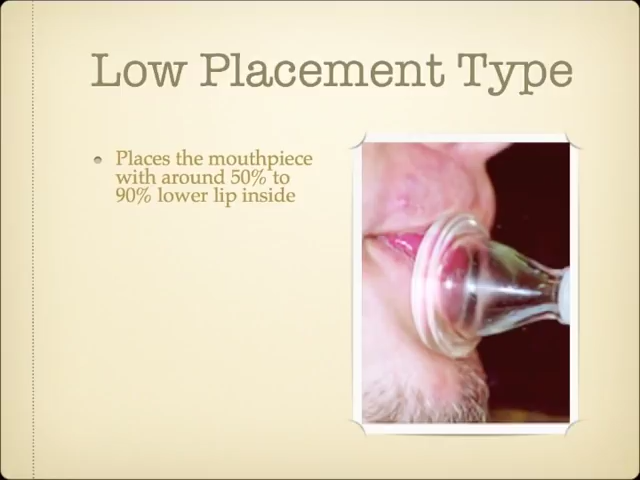 Low Placement Type
Places the mouthpiece
with around 50% to
90% lower lip inside